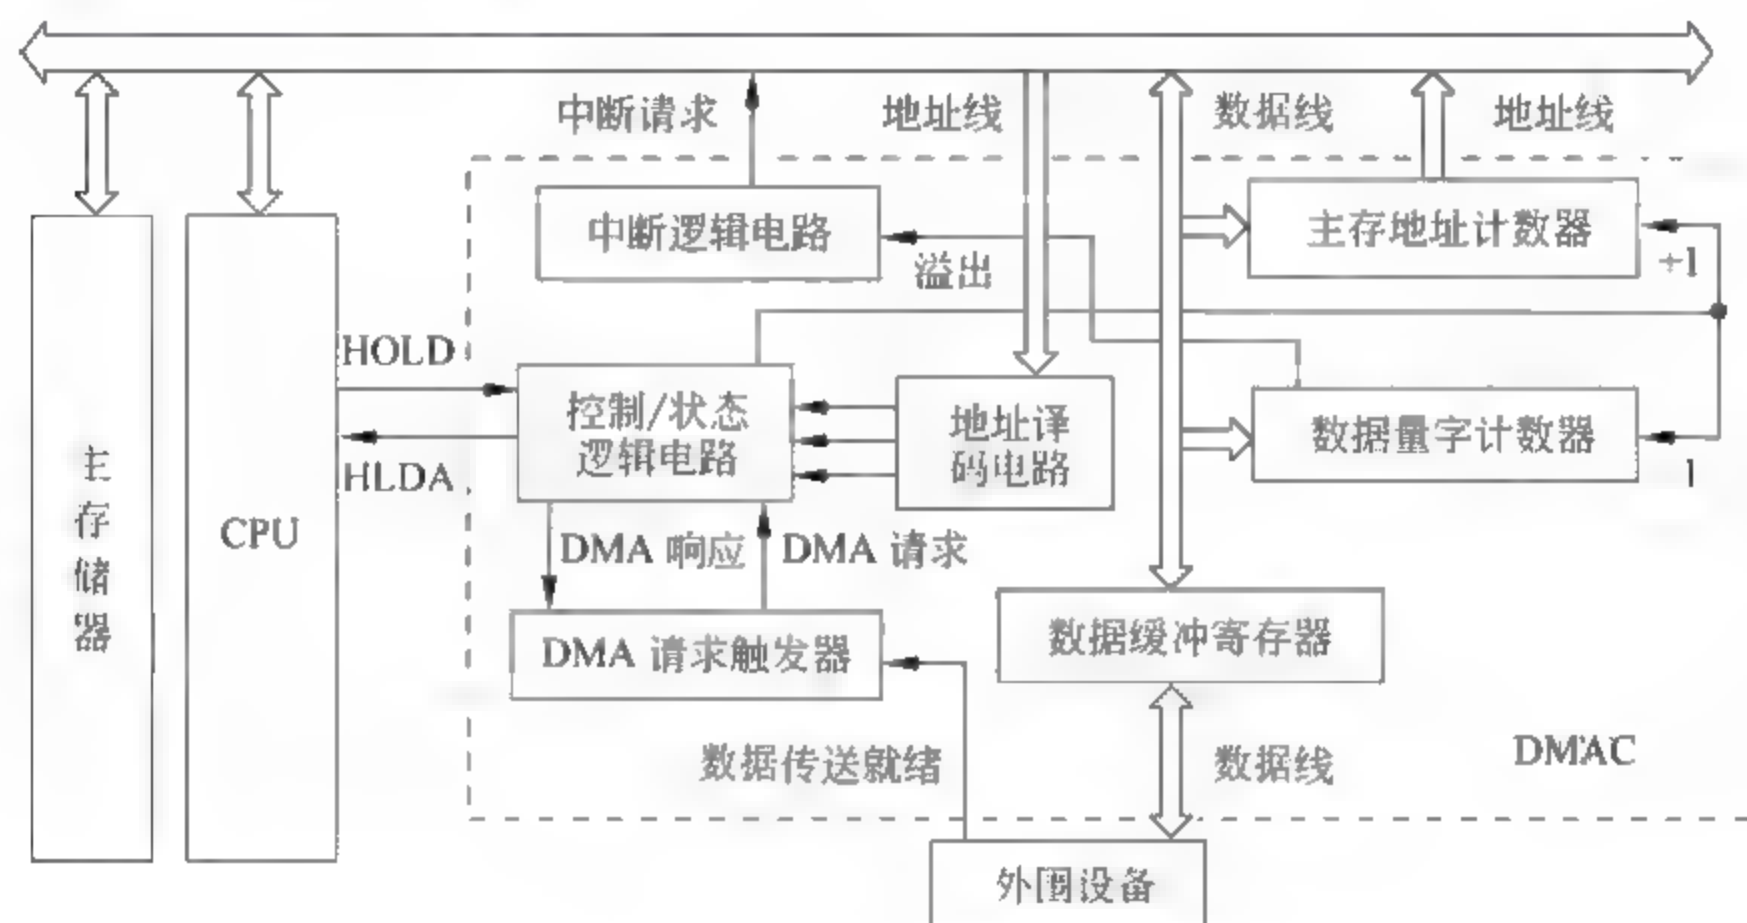 中断请求
地址线
数据线
地址线
中断逻辑电路
溢出
主存地址计数器
+1
HOLD
HLDA
控制/状态
逻辑电路
地址译
码电路
数据量字计数器
1
主
存
储
器
CPU
DMA 响应
DMA 请求
DMA 请求触发器
数据缓冲寄存器
数据传送就绪
数据线
DMAC
外围设备